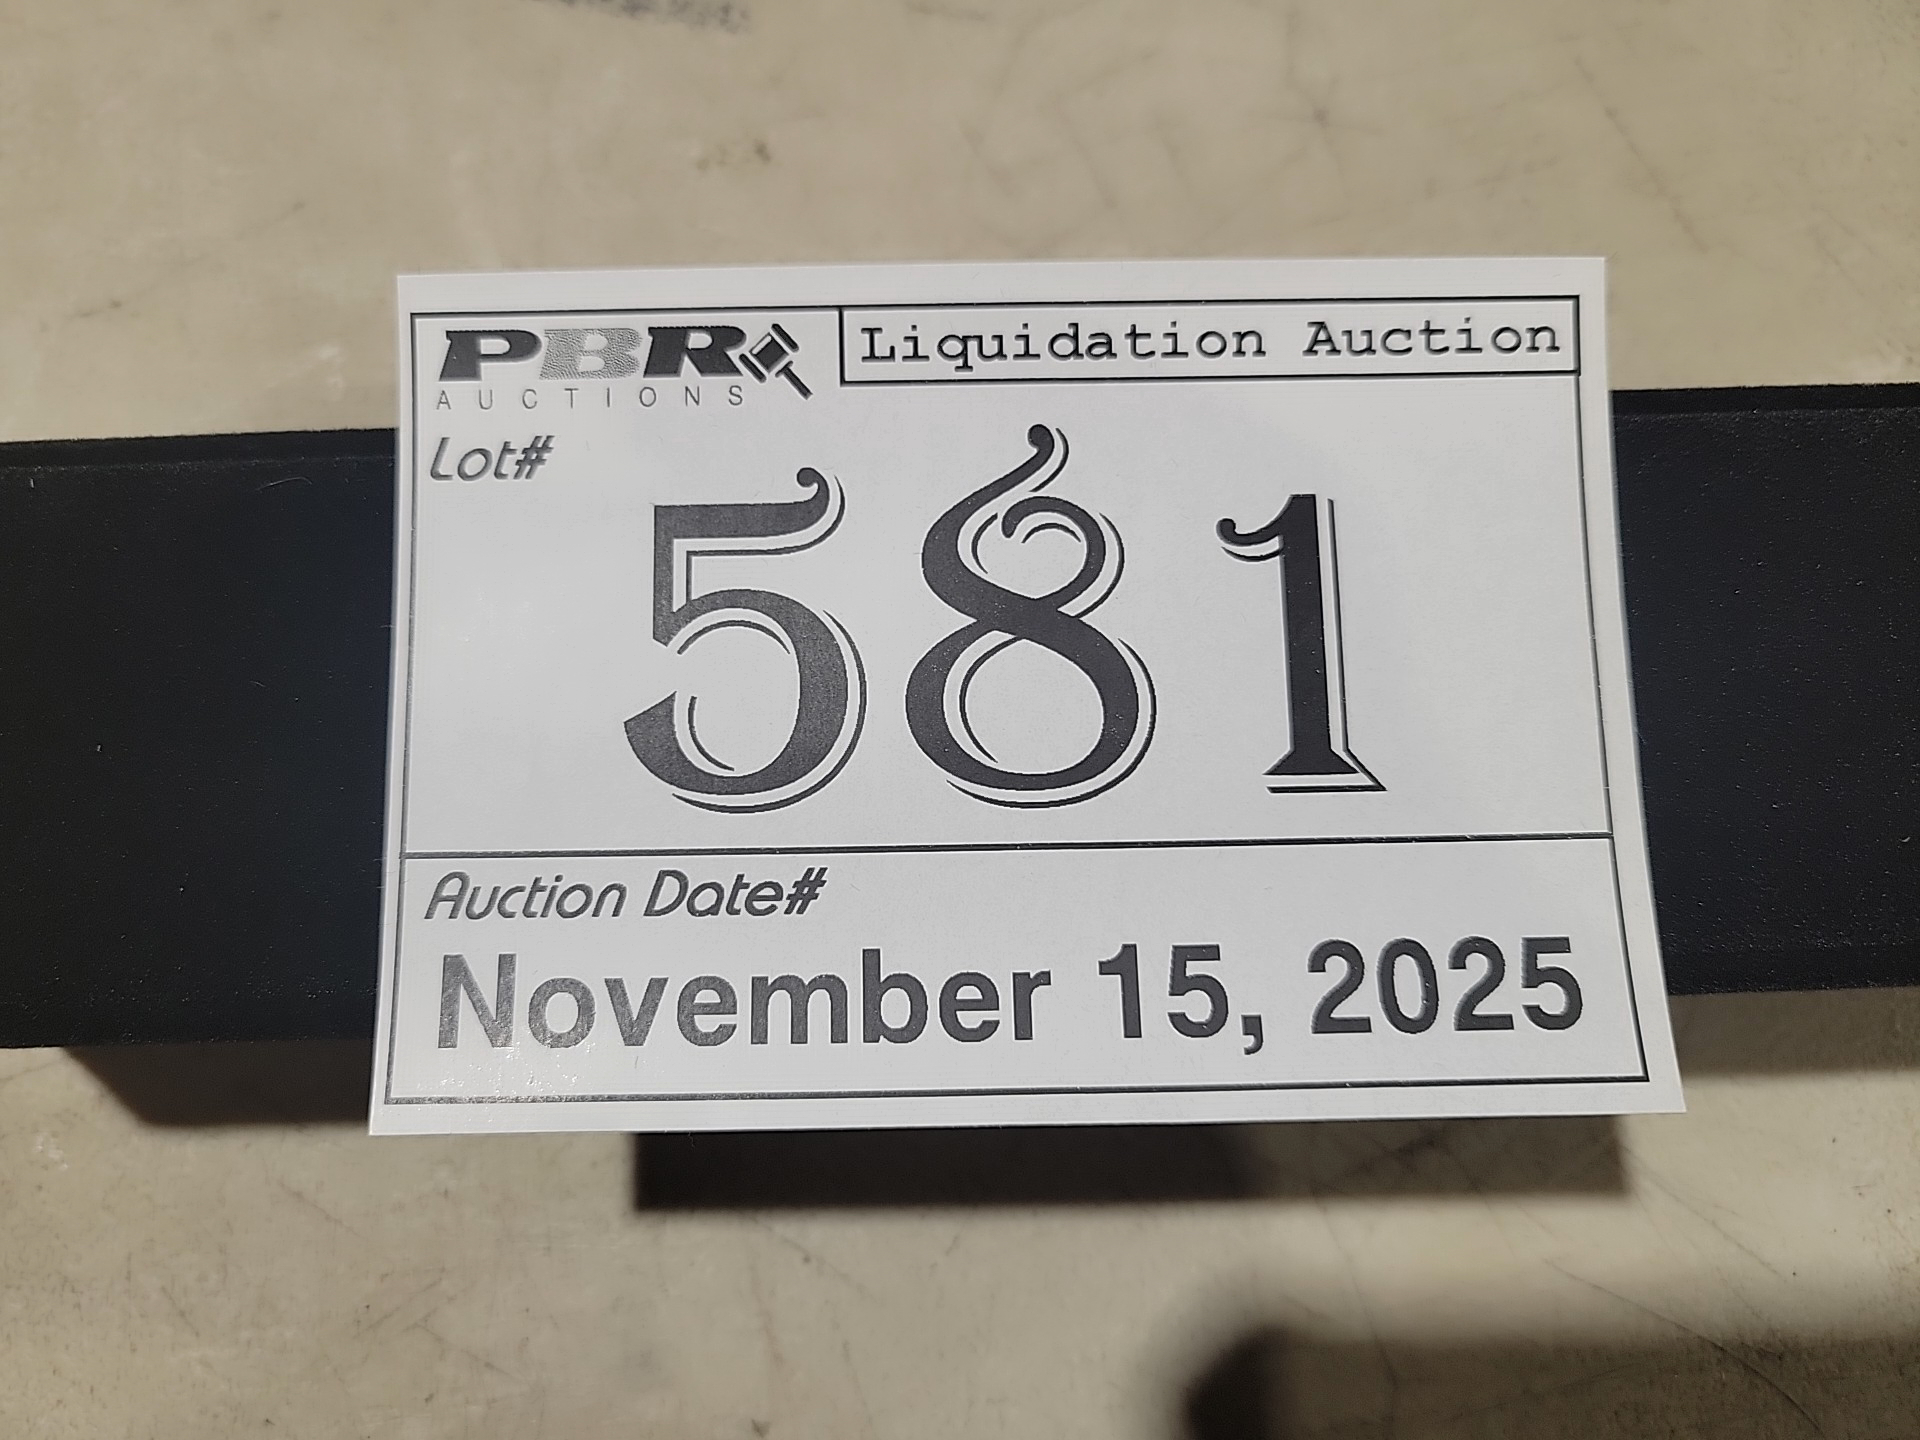 PBR
AUCTIONS
Liquidation Auction
Lot#
581
Auction Date#
November 15, 2025